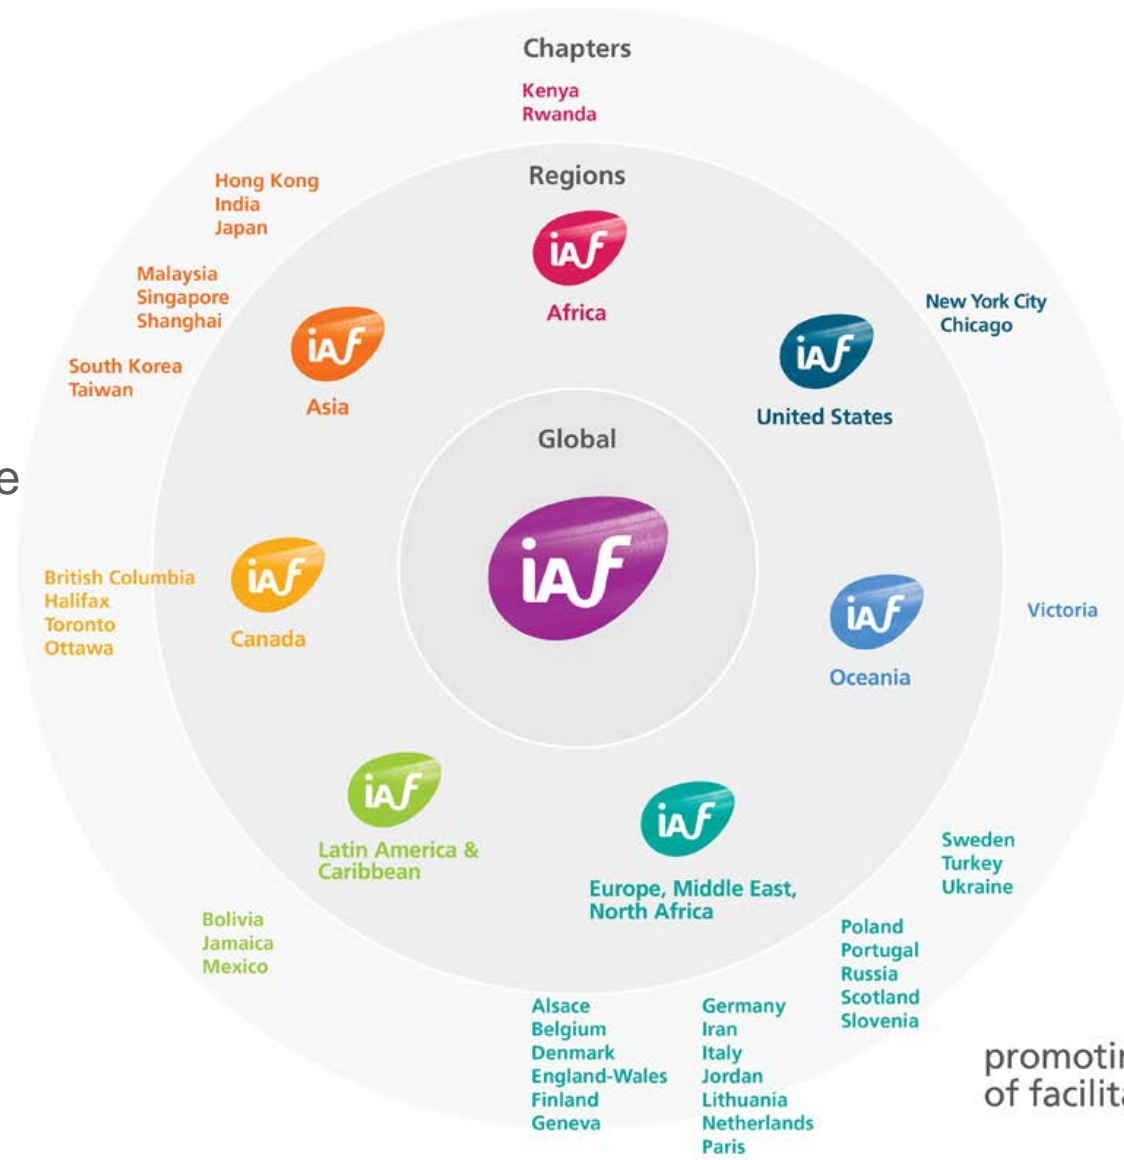 Chapters
Kenya
Rwanda
Regions
iAf
Africa
Hong Kong
India
Japan
Malaysia
Singapore
Shanghai
South Korea
Taiwan
iAf
Asia
New York City
Chicago
iAf
United States
Global
iAf
e
British Columbia
Halifax
Toronto
Ottawa
iAf
Canada
iAf
Oceania
Victoria
iAf
Latin America &
Caribbean
Bolivia
Jamaica
Mexico
iAf
Europe, Middle East,
North Africa
Sweden
Turkey
Ukraine
Poland
Portugal
Russia
Scotland
Slovenia
Alsace
Belgium
Denmark
England-Wales
Finland
Geneva
Germany
Iran
Italy
Jordan
Lithuania
Netherlands
Paris
promotin
of facilita